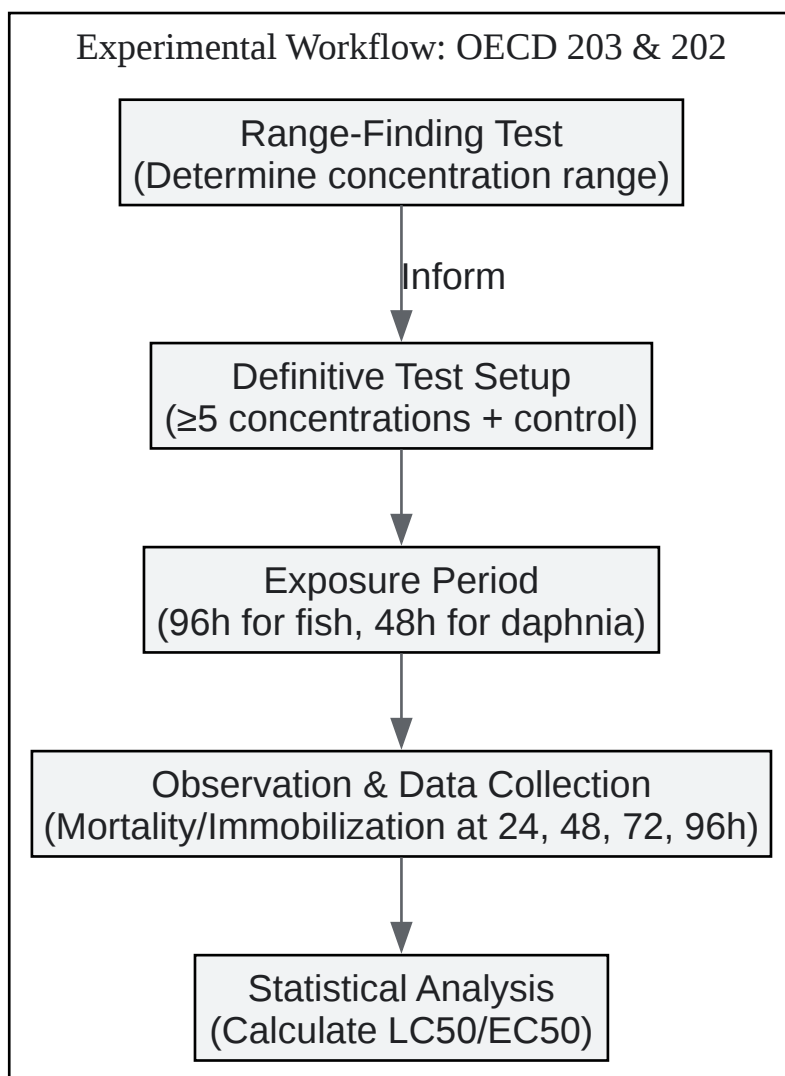 Experimental Workflow: OECD 203 & 202
Range-Finding Test
(Determine concentration range)
Inform
Definitive Test Setup
(≥5 concentrations + control)
Exposure Period
(96h for fish, 48h for daphnia)
Observation & Data Collection
(Mortality/Immobilization at 24, 48, 72, 96h)
Statistical Analysis
(Calculate LC50/EC50)